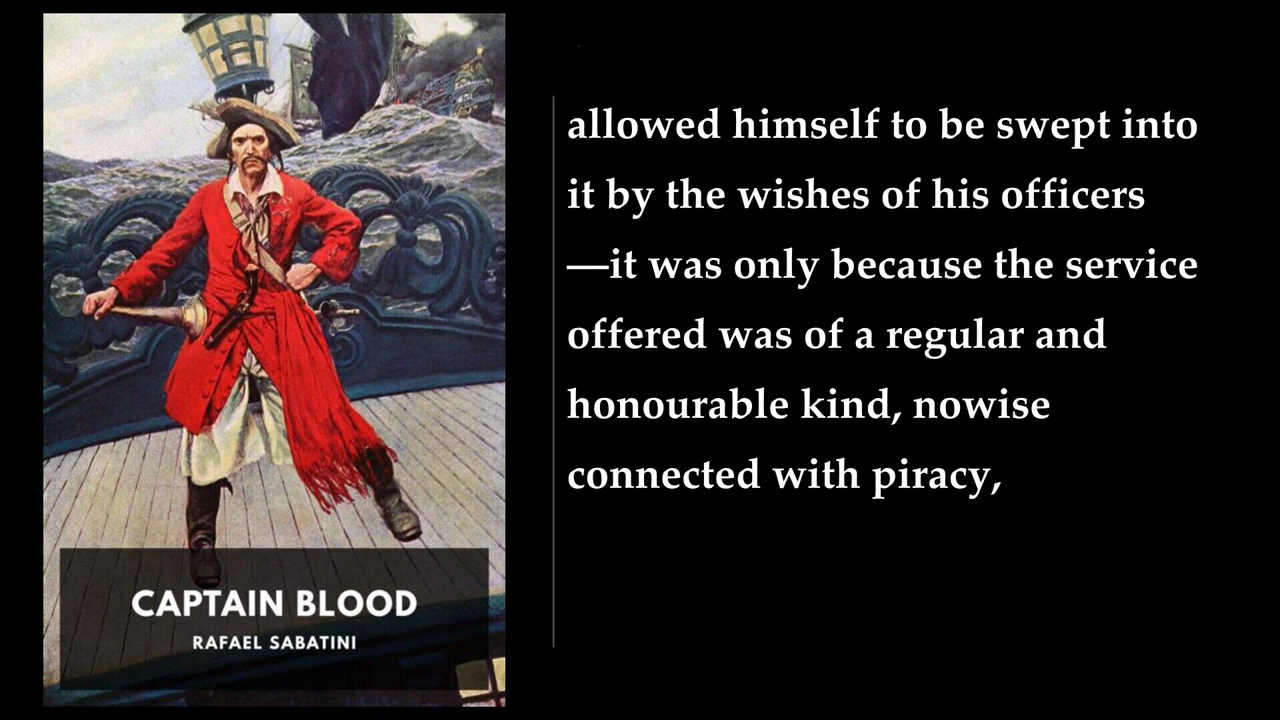 CAPTAIN BLOOD
RAFAEL SABATINI
allowed himself to be swept into
it by the wishes of his officers
—it was only because the service
offered was of a regular and
honourable kind, nowise
connected with piracy,